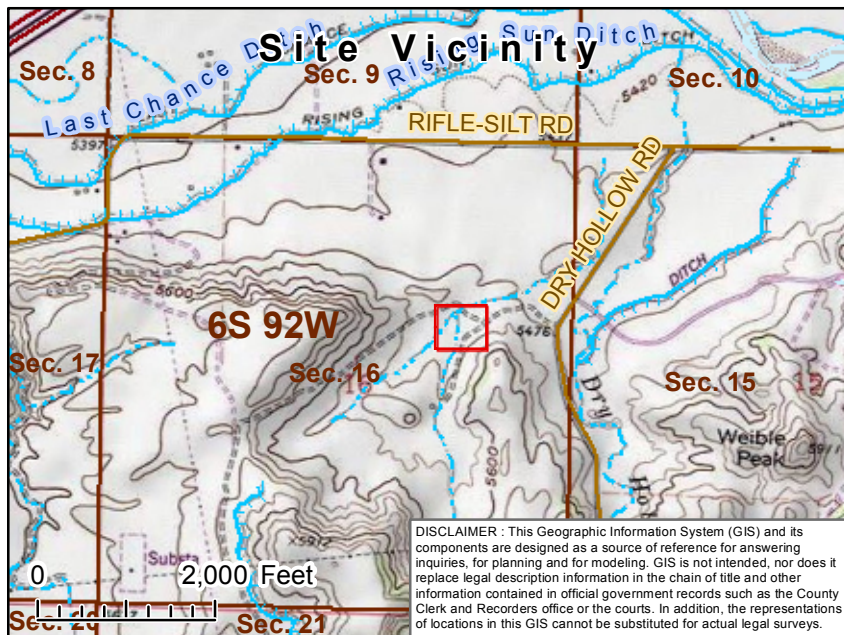 Site Vicinity
Sec. 8
Sec. 9
Sec. 10
Last Chance Ditch
Rising Sun Ditch
RISING
5420
RIFLE-SILT RD
5397
DRY HOLLOW RD
DITCH
5600
6S 92W
5476
Sec. 17
Sec. 16
Sec. 15
Dry
Weible
Peak
5911
5600
X5912
Substa
0 2,000 Feet
Sec. 20
Sec. 21
DISCLAIMER : This Geographic Information System (GIS) and its
components are designed as a source of reference for answering
inquiries, for planning and for modeling. GIS is not intended, nor does it
replace legal description information in the chain of title and other
information contained in official government records such as the County
Clerk and Recorders office or the courts. In addition, the representations
of locations in this GIS cannot be substituted for actual legal surveys.